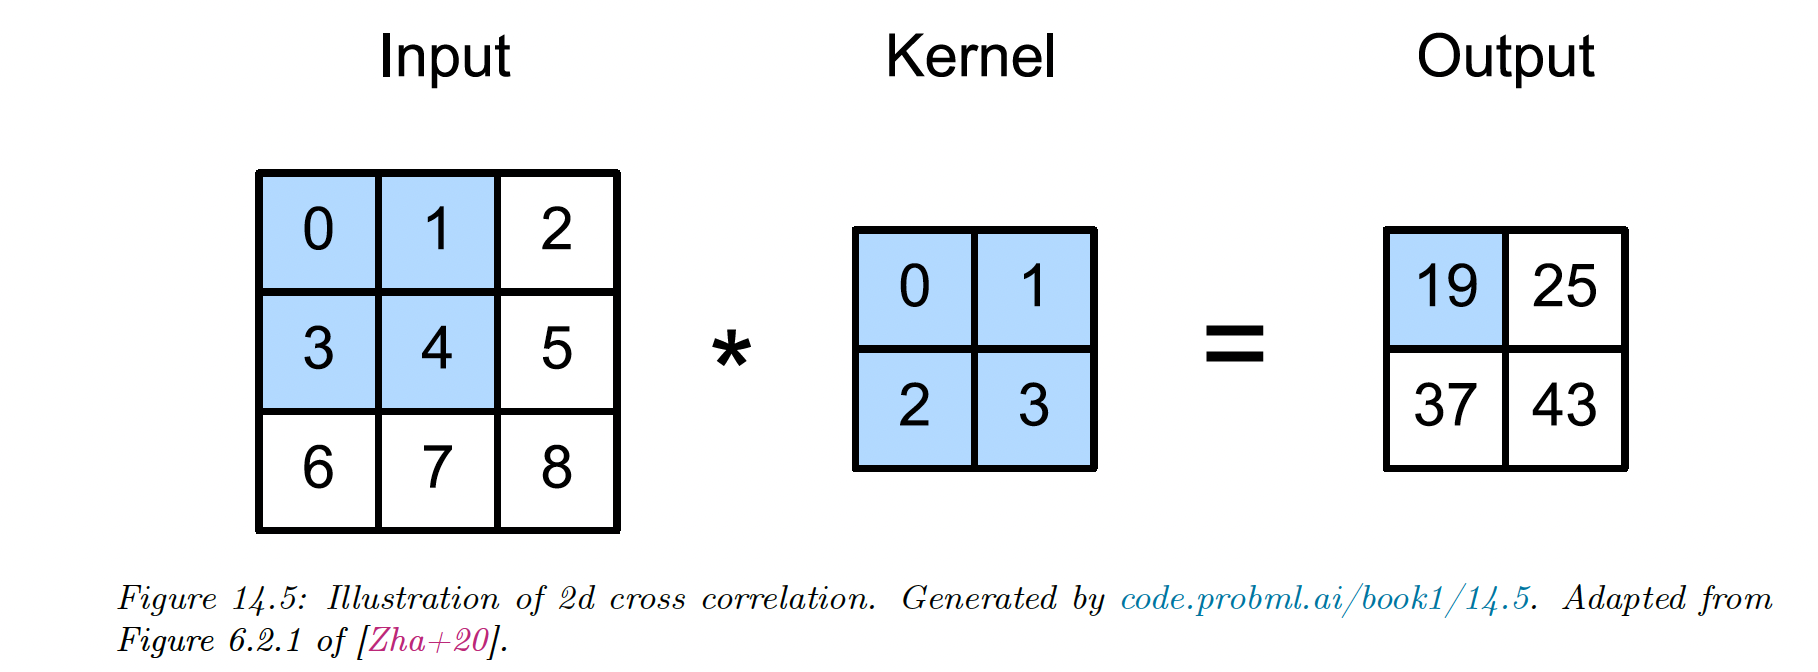 Input Kernel Output
0 1 2
3 4 5
6 7 8
*
0 1
2 3
=
19 25
37 43
Figure 14.5: Illustration of 2d cross correlation. Generated by code.probml.ai/book1/14.5. Adapted from
Figure 6.2.1 of [Zha+20].